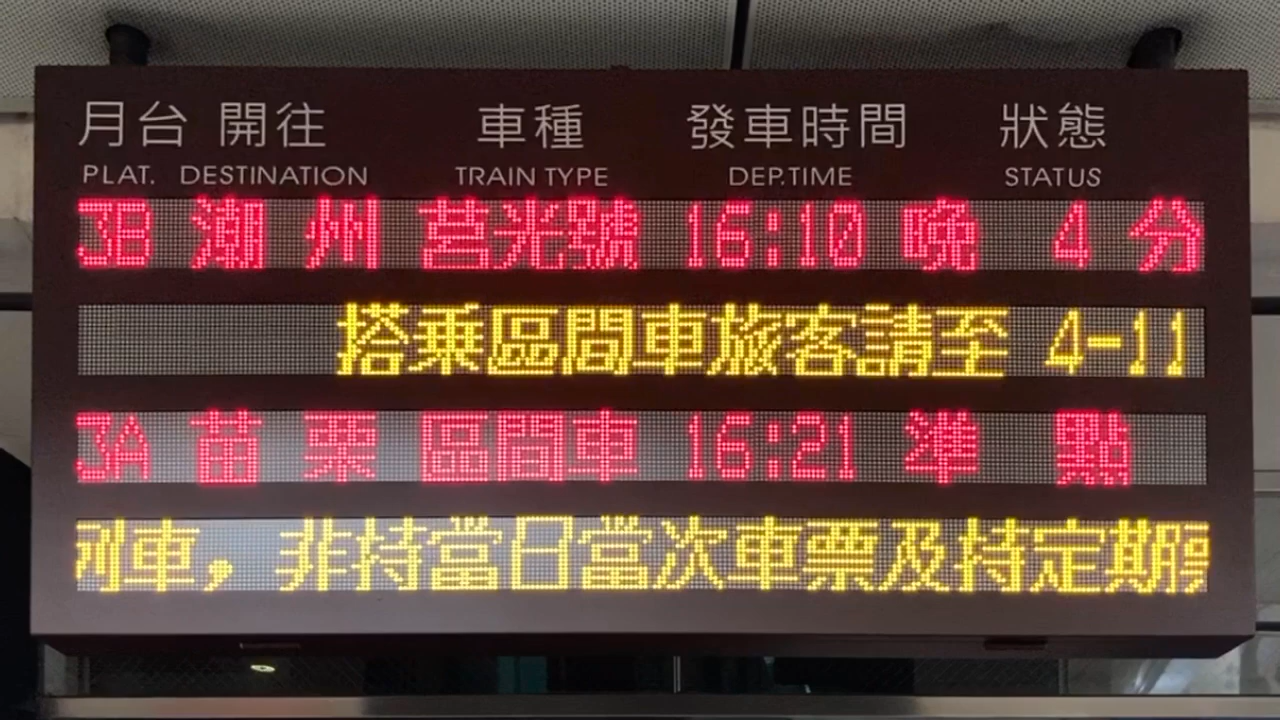 月台 開往 車種 發車時間 狀態
PLAT. DESTINATION TRAIN TYPE DEP.TIME STATUS
3B 潮州 莒光號 16:10 晚 4 分
搭乘區間車旅客請至 4-11
3A 苗栗 區間車 16:21 準點
列車，非持當日當次車票及持定期票